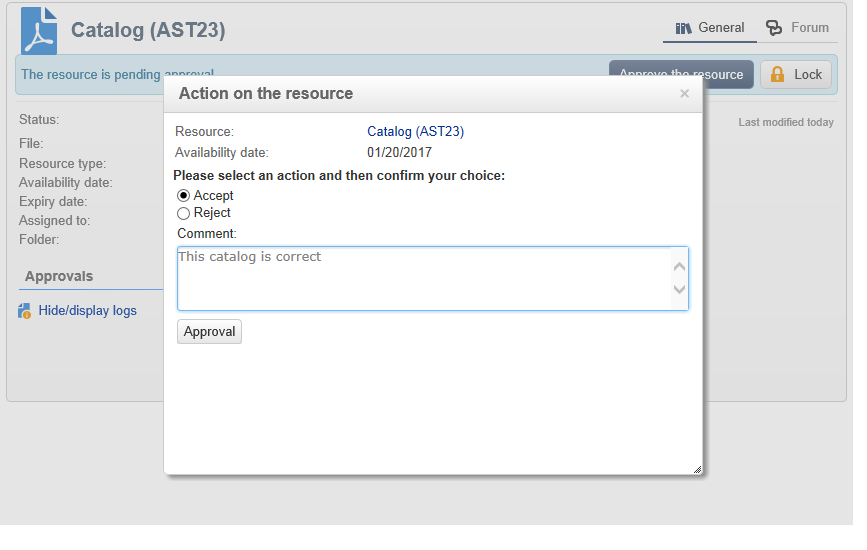 Catalog (AST23)
General
Forum
The resource is pending approval
Approve the resource
Lock
Action on the resource
×
Status:
Last modified today
File:
Resource type:
Availability date:
Expiry date:
Assigned to:
Folder:
Approvals
Hide/display logs
Resource: Catalog (AST23)
Availability date: 01/20/2017
Please select an action and then confirm your choice:
Accept
Reject
Comment:
This catalog is correct
Approval